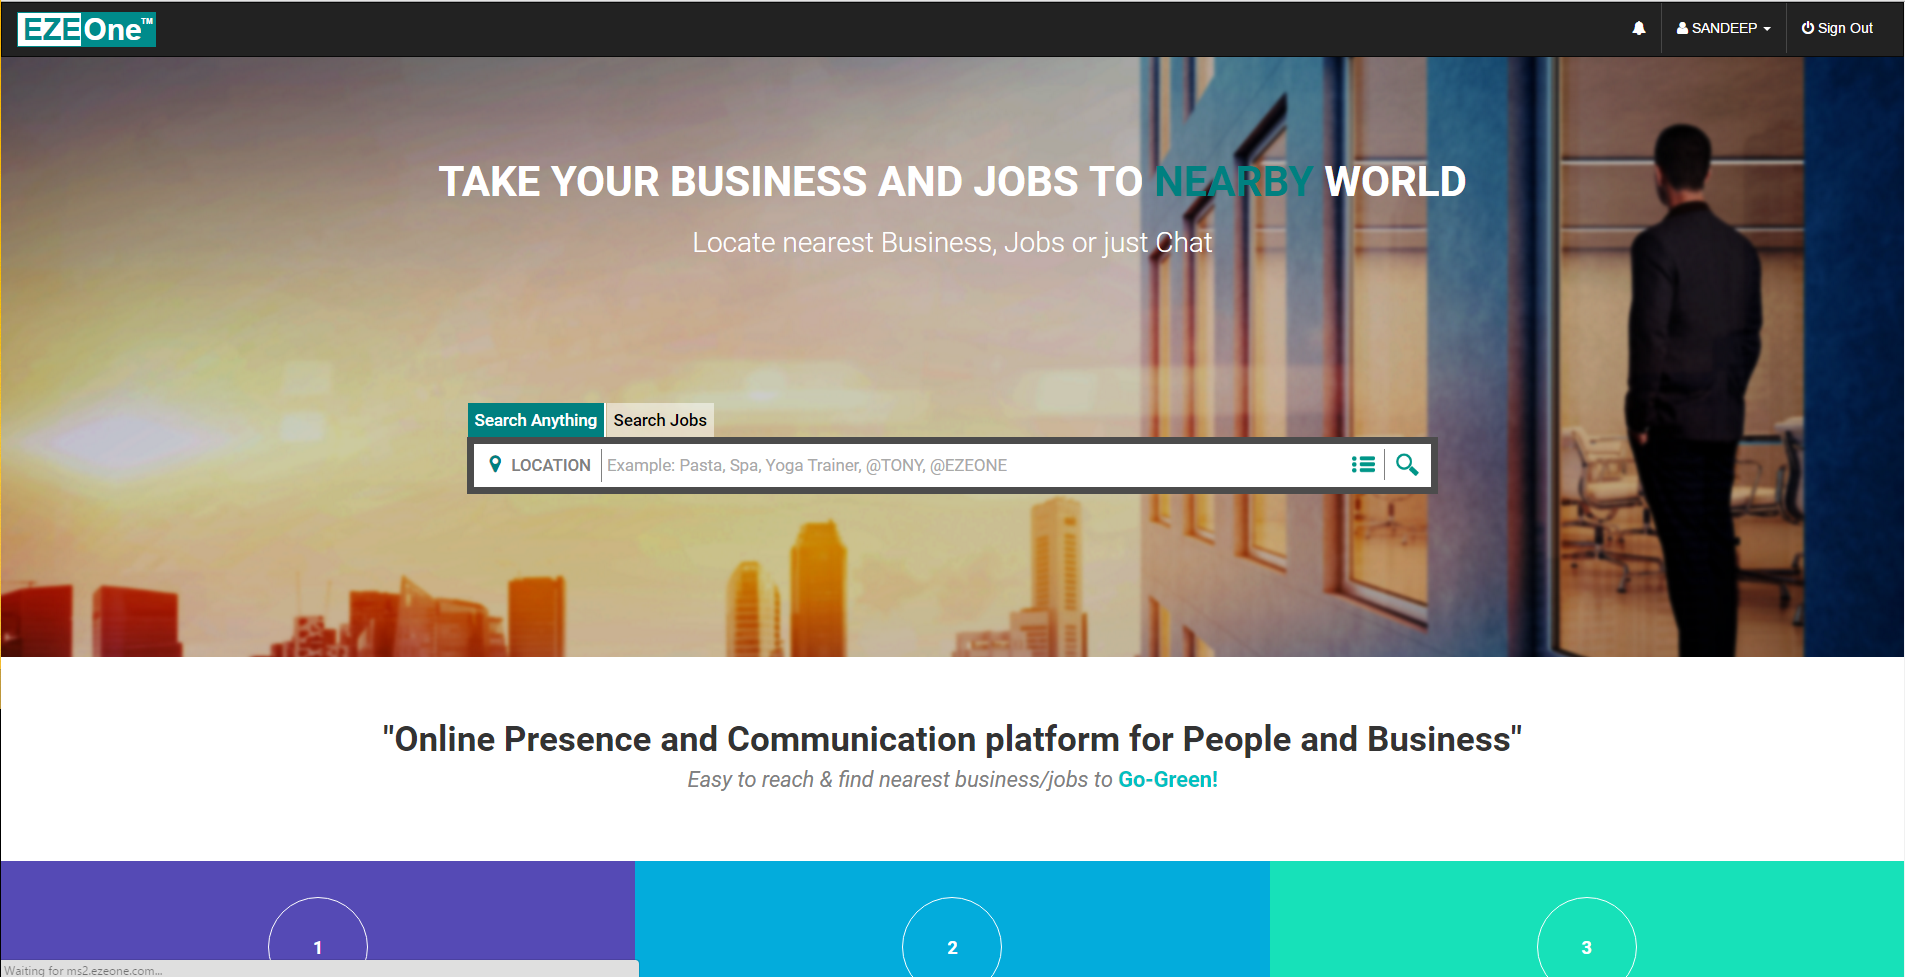 EZEOne™
SANDEEP
Sign Out
TAKE YOUR BUSINESS AND JOBS TO NEARBY WORLD
Locate nearest Business, Jobs or just Chat
Search Anything
Search Jobs
LOCATION
Example: Pasta, Spa, Yoga Trainer, @TONY, @EZEONE
"Online Presence and Communication platform for People and Business"
Easy to reach & find nearest business/jobs to Go-Green!
1
2
3
Waiting for ms2.ezeone.com...